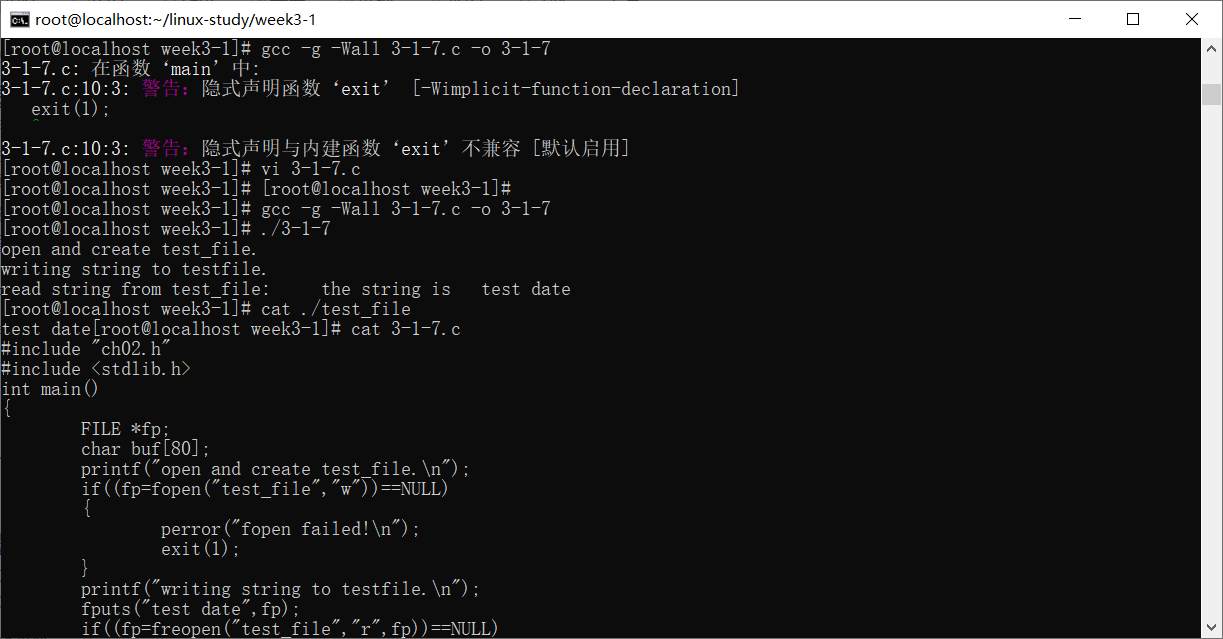 root@localhost:~/linux-study/week3-1
[root@localhost week3-1]# gcc -g -Wall 3-1-7.c -o 3-1-7
3-1-7.c: 在函数‘main’中:
3-1-7.c:10:3: 警告：隐式声明函数‘exit’ [-Wimplicit-function-declaration]
   exit(1);
   ^
3-1-7.c:10:3: 警告：隐式声明与内建函数‘exit’不兼容 [默认启用]
[root@localhost week3-1]# vi 3-1-7.c
[root@localhost week3-1]# [root@localhost week3-1]#
[root@localhost week3-1]# gcc -g -Wall 3-1-7.c -o 3-1-7
[root@localhost week3-1]# ./3-1-7
open and create test_file.
writing string to testfile.
read string from test_file:     the string is   test date
[root@localhost week3-1]# cat ./test_file
test date[root@localhost week3-1]# cat 3-1-7.c
#include "ch02.h"
#include <stdlib.h>
int main()
{
        FILE *fp;
        char buf[80];
        printf("open and create test_file.\n");
        if((fp=fopen("test_file","w"))==NULL)
        {
                perror("fopen failed!\n");
                exit(1);
        }
        printf("writing string to testfile.\n");
        fputs("test date",fp);
        if((fp=freopen("test_file","r",fp))==NULL)